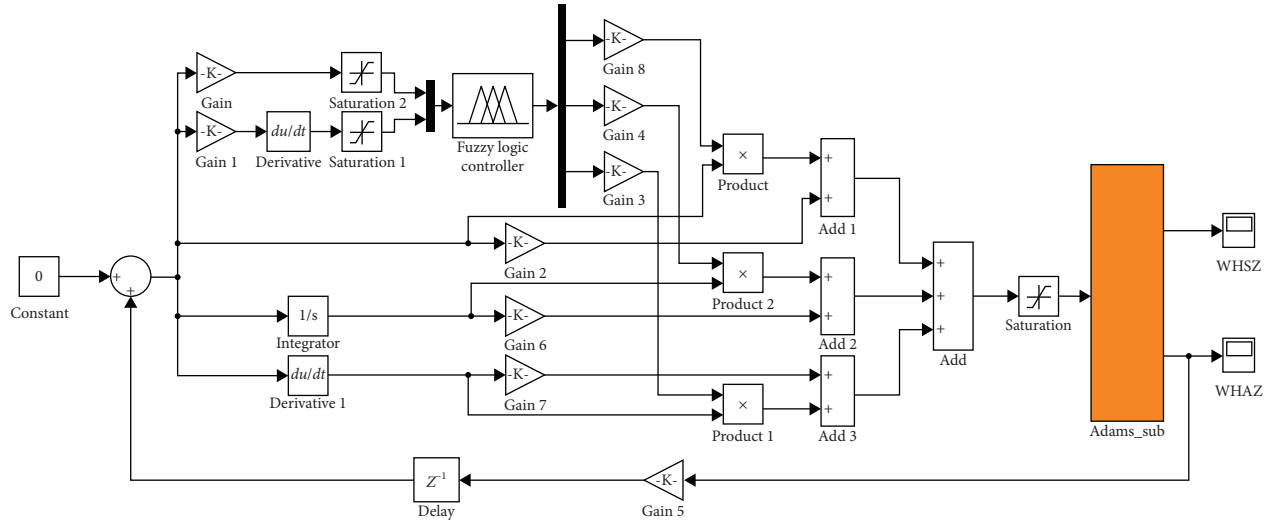 -K-
Gain
Saturation 2
-K-
Gain 1
du/dt
Derivative
Saturation 1
Fuzzy logic
controller
-K-
Gain 8
-K-
Gain 4
-K-
Gain 3
×
Product
+
+
Add 1
-K-
Gain 2
0
Constant
+
+
1/s
Integrator
-K-
Gain 6
×
Product 2
+
+
Add 2
du/dt
Derivative 1
-K-
Gain 7
×
Product 1
+
+
Add 3
+
+
+
Add
Saturation
Adams_sub
WHSZ
WHAZ
Z⁻¹
Delay
-K-
Gain 5